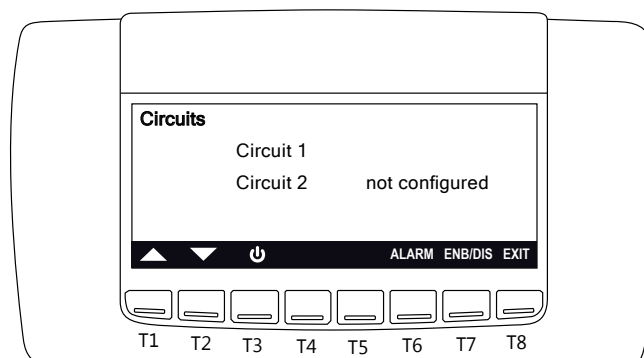 Circuits
Circuit 1
Circuit 2 not configured
ALARM ENB/DIS EXIT
T1 T2 T3 T4 T5 T6 T7 T8